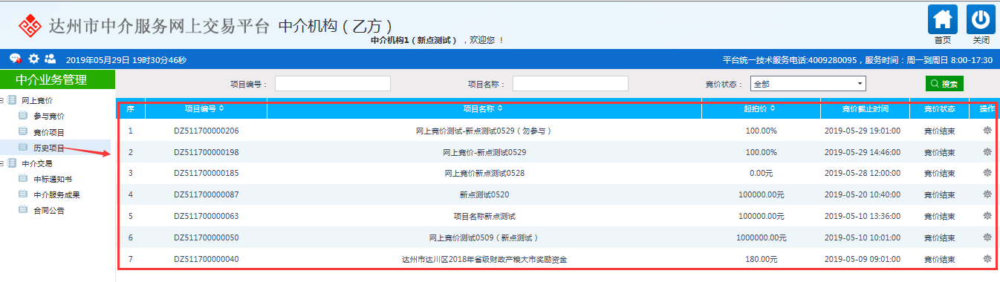 达州市中介服务网上交易平台 中介机构（乙方）
中介机构1（新点测试），欢迎您 ！
首页 关闭
2019年05月29日 19时30分46秒 平台统一技术服务电话:4009280095，服务时间：周一到周日 8:00-17:30
中介业务管理
网上竞价
参与竞价
竞价项目
历史项目
中介交易
中标通知书
中介服务成果
合同公告
项目编号： 项目名称： 竞价状态： 全部 搜索
序 项目编号 项目名称 起拍价 竞价截止时间 竞价状态 操作
1 DZ511700000206 网上竞价测试-新点测试0529（勿参与） 100.00% 2019-05-29 19:01:00 竞价结束
2 DZ511700000198 网上竞价-新点测试0529 100.00% 2019-05-29 14:46:00 竞价结束
3 DZ511700000185 网上竞价新点测试0528 0.00元 2019-05-28 12:00:00 竞价结束
4 DZ511700000087 新点测试0520 100000.00元 2019-05-20 10:40:00 竞价结束
5 DZ511700000063 项目名称新点测试 100000.00元 2019-05-10 13:36:00 竞价结束
6 DZ511700000050 网上竞价测试0509（新点测试） 1000000.00元 2019-05-10 10:01:00 竞价结束
7 DZ511700000040 达州市达川区2018年省级财政产粮大市奖励资金 180.00元 2019-05-09 09:01:00 竞价结束